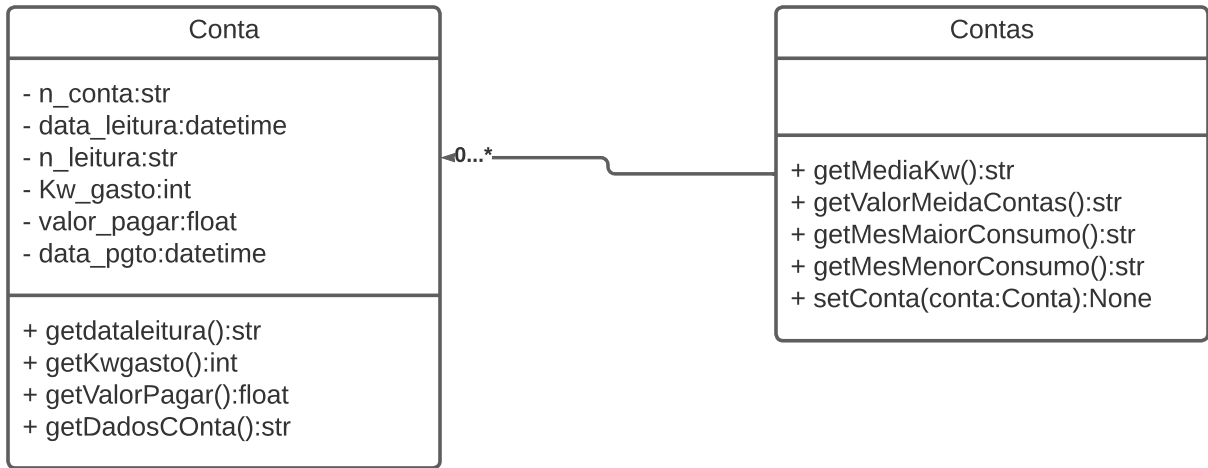 Conta
- n_conta:str
- data_leitura:datetime
- n_leitura:str
- Kw_gasto:int
- valor_pagar:float
- data_pgto:datetime
+ getdataleitura():str
+ getKwgasto():int
+ getValorPagar():float
+ getDadosCOnta():str
0...*
Contas
+ getMediaKw():str
+ getValorMeidaContas():str
+ getMesMaiorConsumo():str
+ getMesMenorConsumo():str
+ setConta(conta:Conta):None